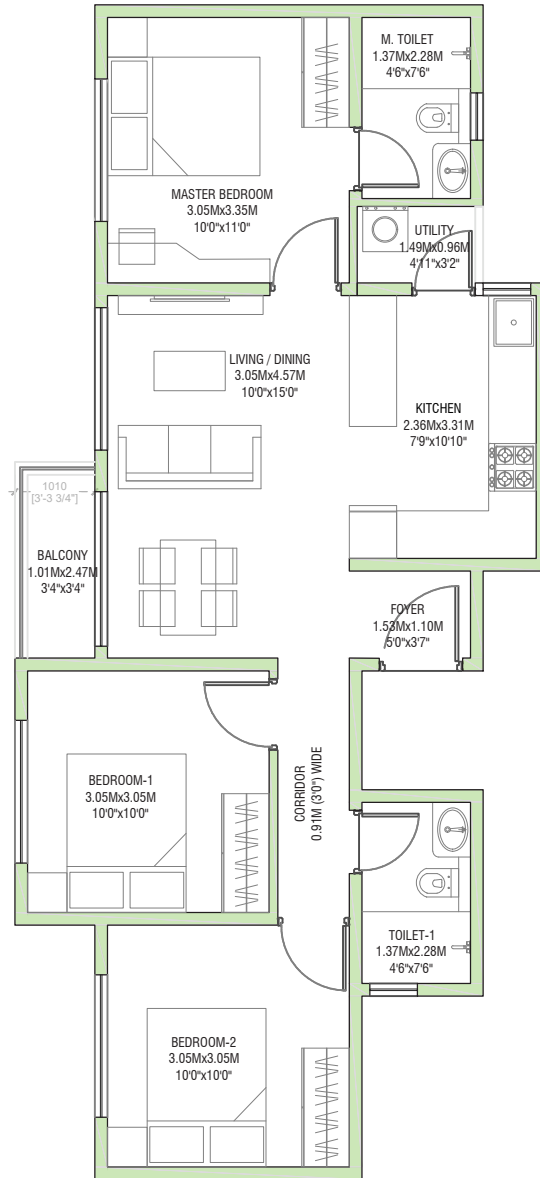 M. TOILET
1.37Mx2.28M
4'6"x7'6"
MASTER BEDROOM
3.05Mx3.35M
10'0"x11'0"
UTILITY
1.49Mx0.96M
4'11"x3'2"
LIVING / DINING
3.05Mx4.57M
10'0"x15'0"
KITCHEN
2.36Mx3.31M
7'9"x10'10"
1010
[3'-3 3/4"]
BALCONY
1.01Mx2.47M
3'4"x3'4"
FOYER
1.53Mx1.10M
5'0"x3'7"
BEDROOM-1
3.05Mx3.05M
10'0"x10'0"
CORRIDOR
0.91M (3'0") WIDE
TOILET-1
1.37Mx2.28M
4'6"x7'6"
BEDROOM-2
3.05Mx3.05M
10'0"x10'0"